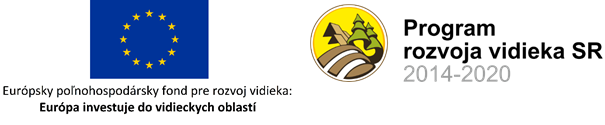 Európsky poľnohospodársky fond pre rozvoj vidieka:
Európa investuje do vidieckych oblastí
Program
rozvoja vidieka SR
2014-2020